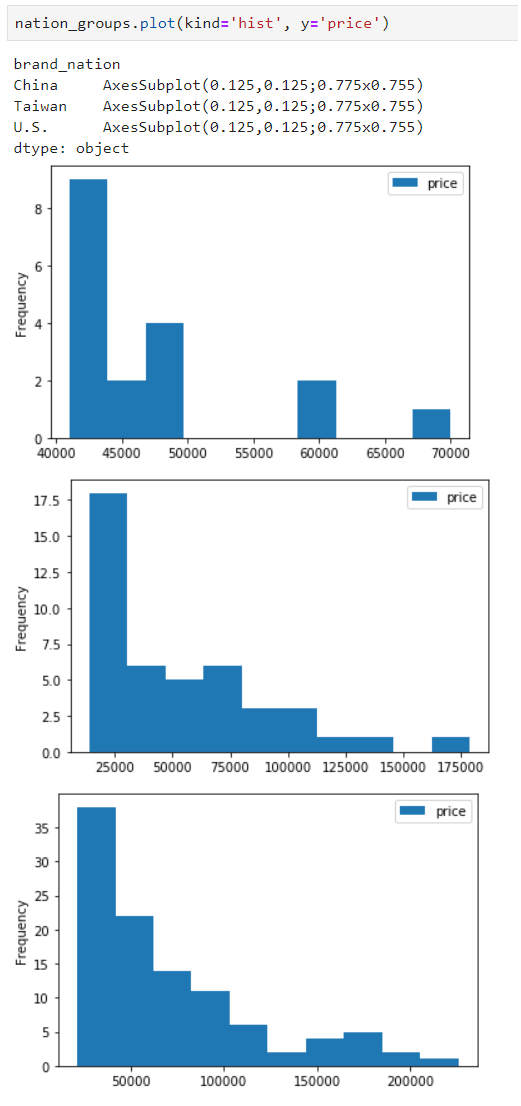 nation_groups.plot(kind='hist', y='price')
brand_nation
China AxesSubplot(0.125,0.125;0.775x0.755)
Taiwan AxesSubplot(0.125,0.125;0.775x0.755)
U.S. AxesSubplot(0.125,0.125;0.775x0.755)
dtype: object
price
Frequency
8
6
4
2
0
40000 45000 50000 55000 60000 65000 70000
price
Frequency
17.5
15.0
12.5
10.0
7.5
5.0
2.5
0.0
25000 50000 75000 100000 125000 150000 175000
price
Frequency
35
30
25
20
15
10
5
0
50000 100000 150000 200000